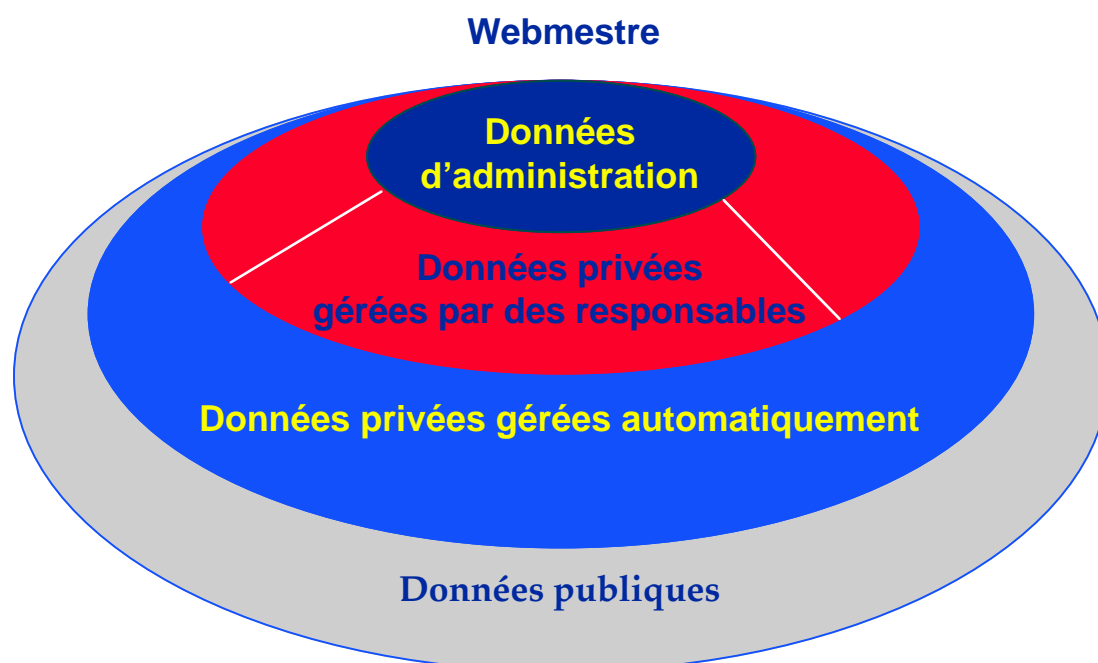 Webmestre
Données
d’administration
Données privées
gérées par des responsables
Données privées gérées automatiquement
Données publiques